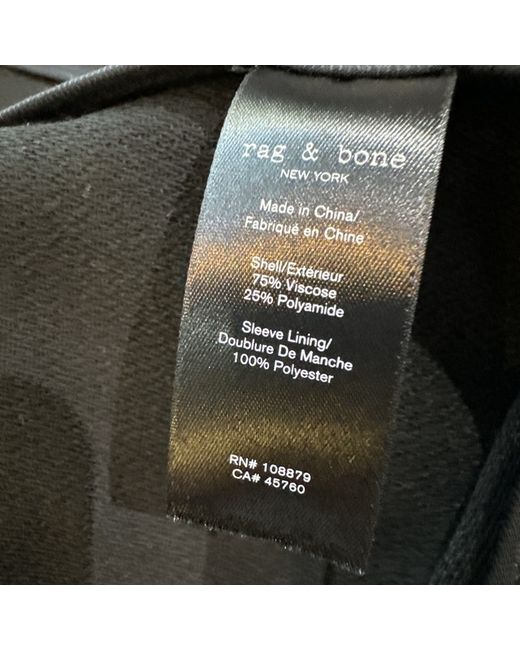 rag & bone
NEW YORK
Made in China/
Fabriqué en Chine
Shell/Extérieur
75% Viscose
25% Polyamide
Sleeve Lining/
Doublure De Manche
100% Polyester
RN# 108879
CA# 45760